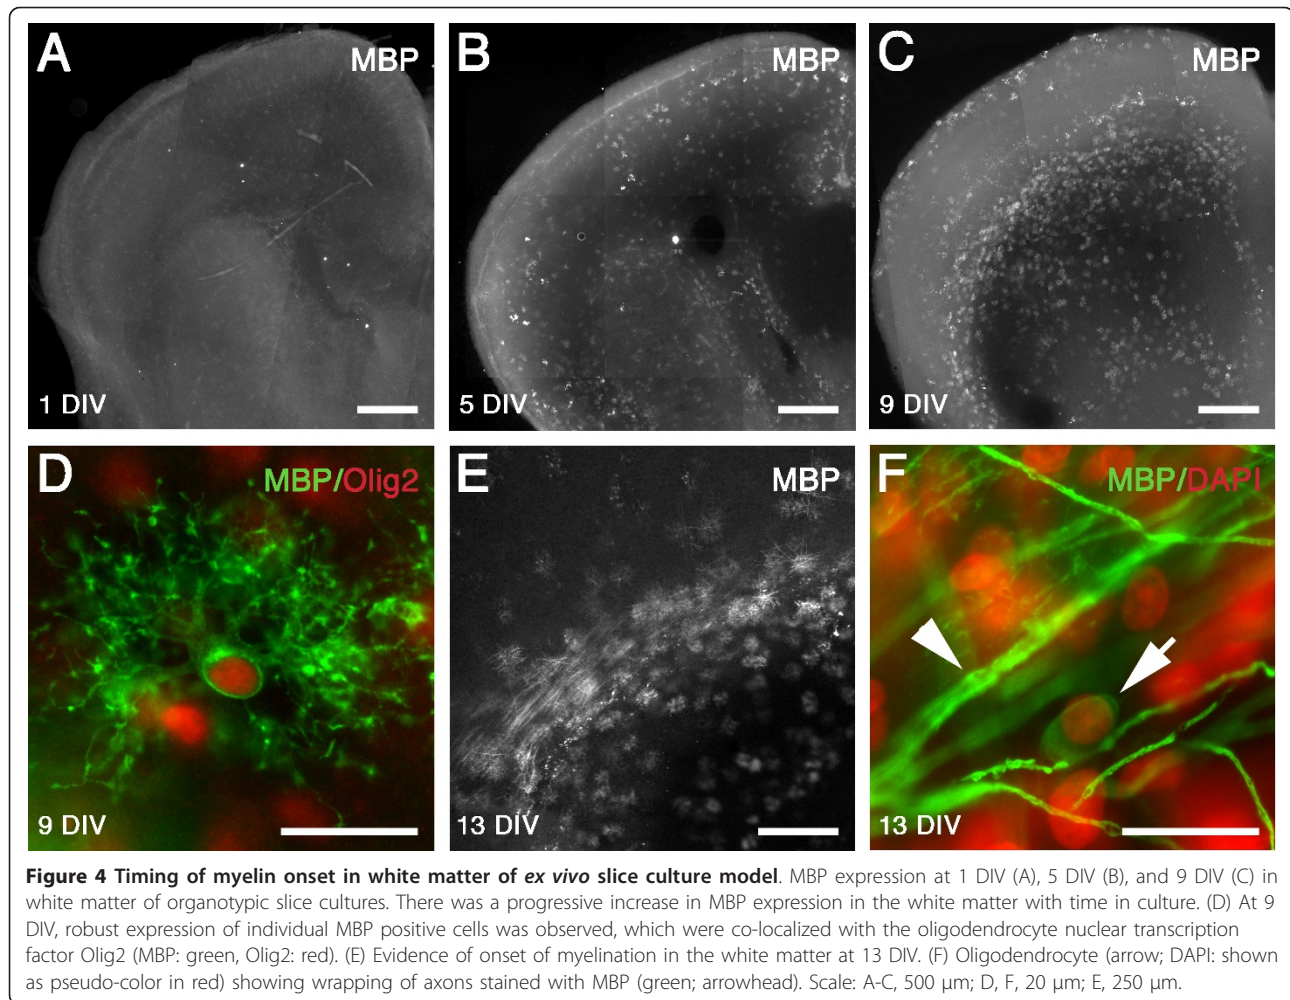 A
MBP
1 DIV
B
MBP
5 DIV
C
MBP
9 DIV
D
MBP/Olig2
9 DIV
E
MBP
13 DIV
F
MBP/DAPI
13 DIV
Figure 4 Timing of myelin onset in white matter of ex vivo slice culture model. MBP expression at 1 DIV (A), 5 DIV (B), and 9 DIV (C) in
white matter of organotypic slice cultures. There was a progressive increase in MBP expression in the white matter with time in culture. (D) At 9
DIV, robust expression of individual MBP positive cells was observed, which were co-localized with the oligodendrocyte nuclear transcription
factor Olig2 (MBP: green, Olig2: red). (E) Evidence of onset of myelination in the white matter at 13 DIV. (F) Oligodendrocyte (arrow; DAPI: shown
as pseudo-color in red) showing wrapping of axons stained with MBP (green; arrowhead). Scale: A-C, 500 μm; D, F, 20 μm; E, 250 μm.